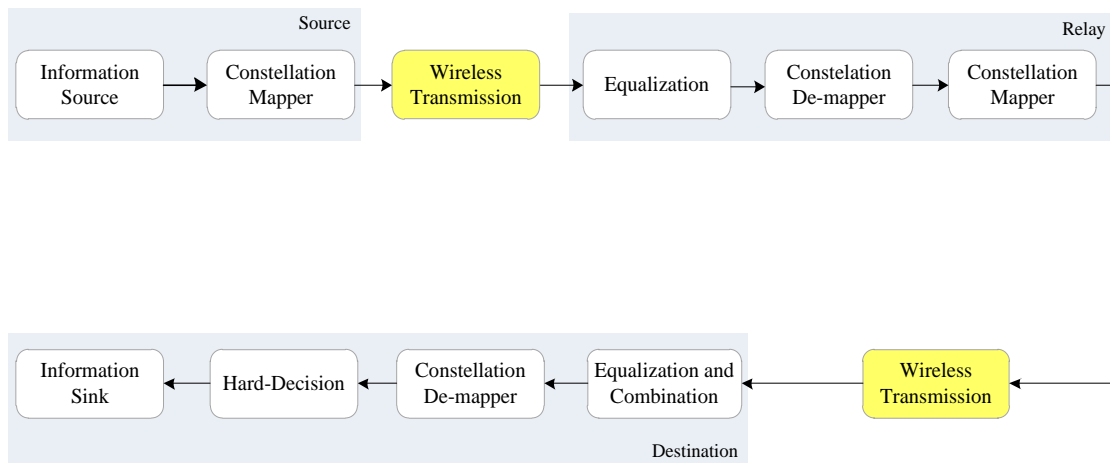 Source
Information
Source
Constellation
Mapper
Wireless
Transmission
Relay
Equalization
Constelation
De-mapper
Constellation
Mapper
Information
Sink
Hard-Decision
Constellation
De-mapper
Equalization and
Combination
Wireless
Transmission
Destination